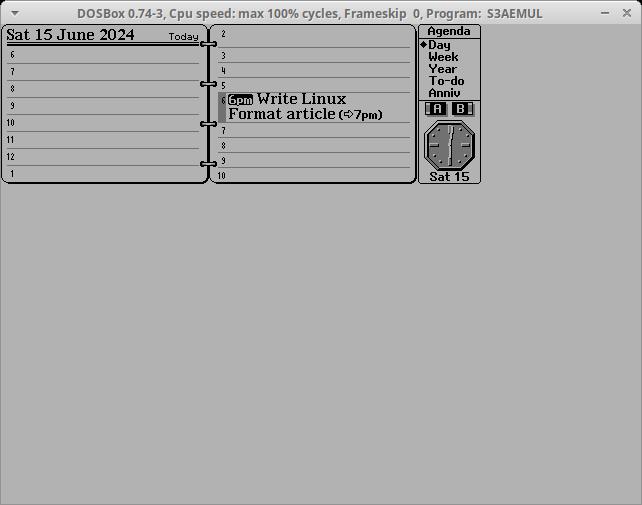 DOSBox 0.74-3, Cpu speed: max 100% cycles, Frameskip 0, Program: S3AEMUL
Sat 15 June 2024 Today
6
7
8
9
10
11
12
1
2
3
4
5
6 6pm Write Linux
Format article (⇨7pm)
7
8
9
10
Agenda
◆Day
Week
Year
To-do
Anniv
A B
Sat 15